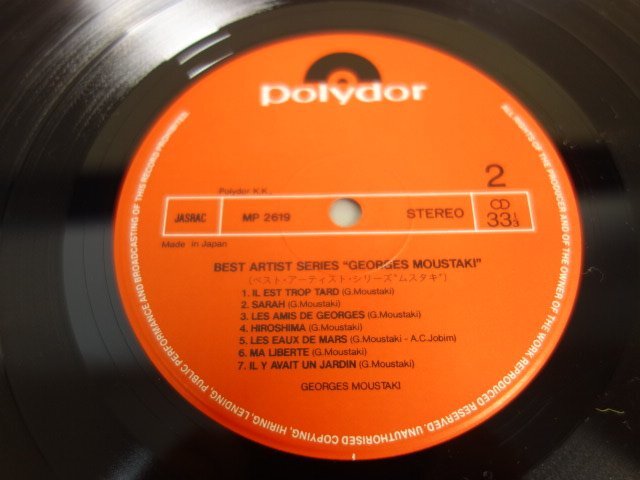 polydor
Polydor K.K.
2
JASRAC MP 2619 STEREO 33 1/3
Made in Japan
BEST ARTIST SERIES "GEORGES MOUSTAKI"
(ベスト・アーティスト・シリーズ"ムスタキ")
1. IL EST TROP TARD (G.Moustaki)
2. SARAH (G.Moustaki)
3. LES AMIS DE GEORGES (G.Moustaki)
4. HIROSHIMA (G.Moustaki)
5. LES EAUX DE MARS (G.Moustaki - A.C.Jobim)
6. MA LIBERTE (G.Moustaki)
7. IL Y AVAIT UN JARDIN (G.Moustaki)
GEORGES MOUSTAKI
ALL RIGHTS OF THE PRODUCER AND OF THE OWNER OF THE WORK REPRODUCED RESERVED. UNAUTHORISED COPYING, HIRING, LENDING, PUBLIC PERFORMANCE AND BROADCASTING OF THIS RECORD PROHIBITED.